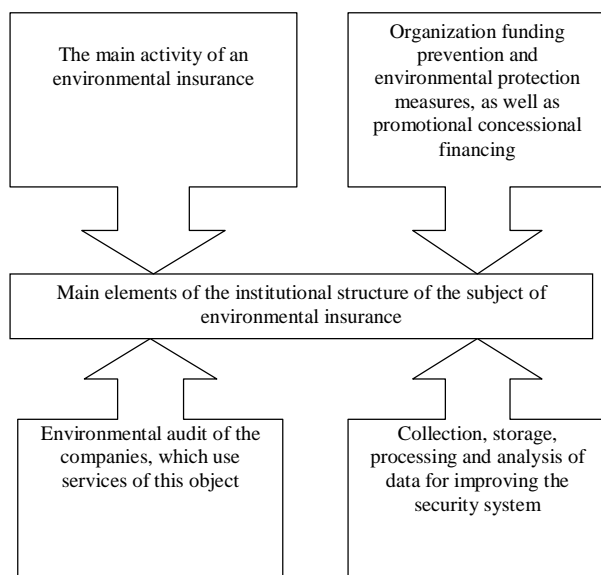 The main activity of an
environmental insurance
Organization funding
prevention and
environmental protection
measures, as well as
promotional concessional
financing
Main elements of the institutional structure of the subject of
environmental insurance
Environmental audit of the
companies, which use
services of this object
Collection, storage,
processing and analysis of
data for improving the
security system